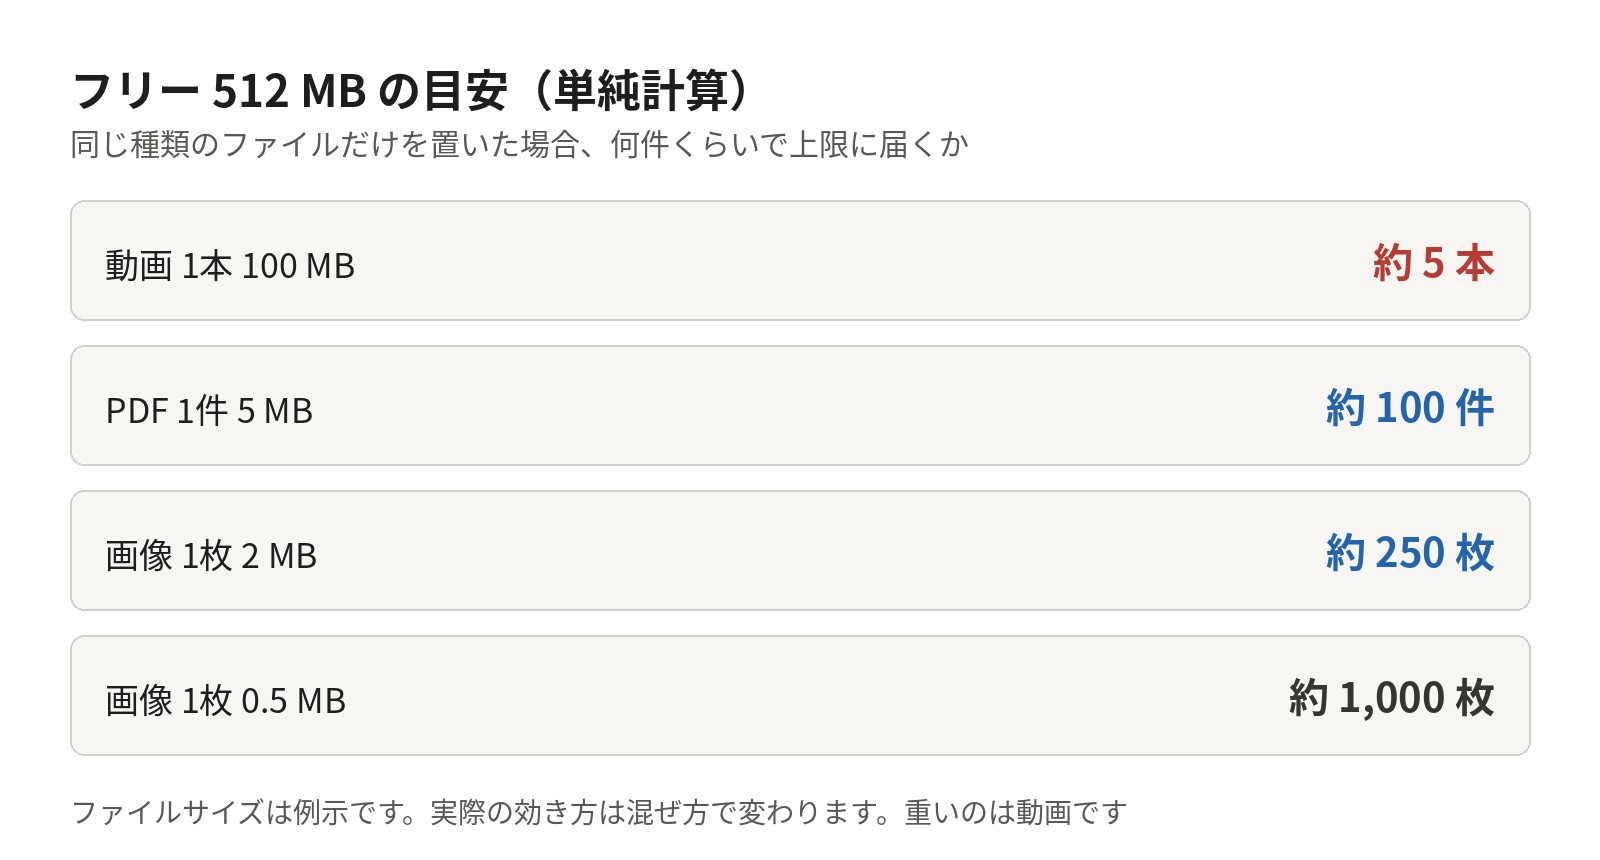 フリー 512 MB の目安（単純計算）
同じ種類のファイルだけを置いた場合、何件くらいで上限に届くか
動画 1本 100 MB 約 5 本
PDF 1件 5 MB 約 100 件
画像 1枚 2 MB 約 250 枚
画像 1枚 0.5 MB 約 1,000 枚
ファイルサイズは例示です。実際の効き方は混ぜ方で変わります。重いのは動画です